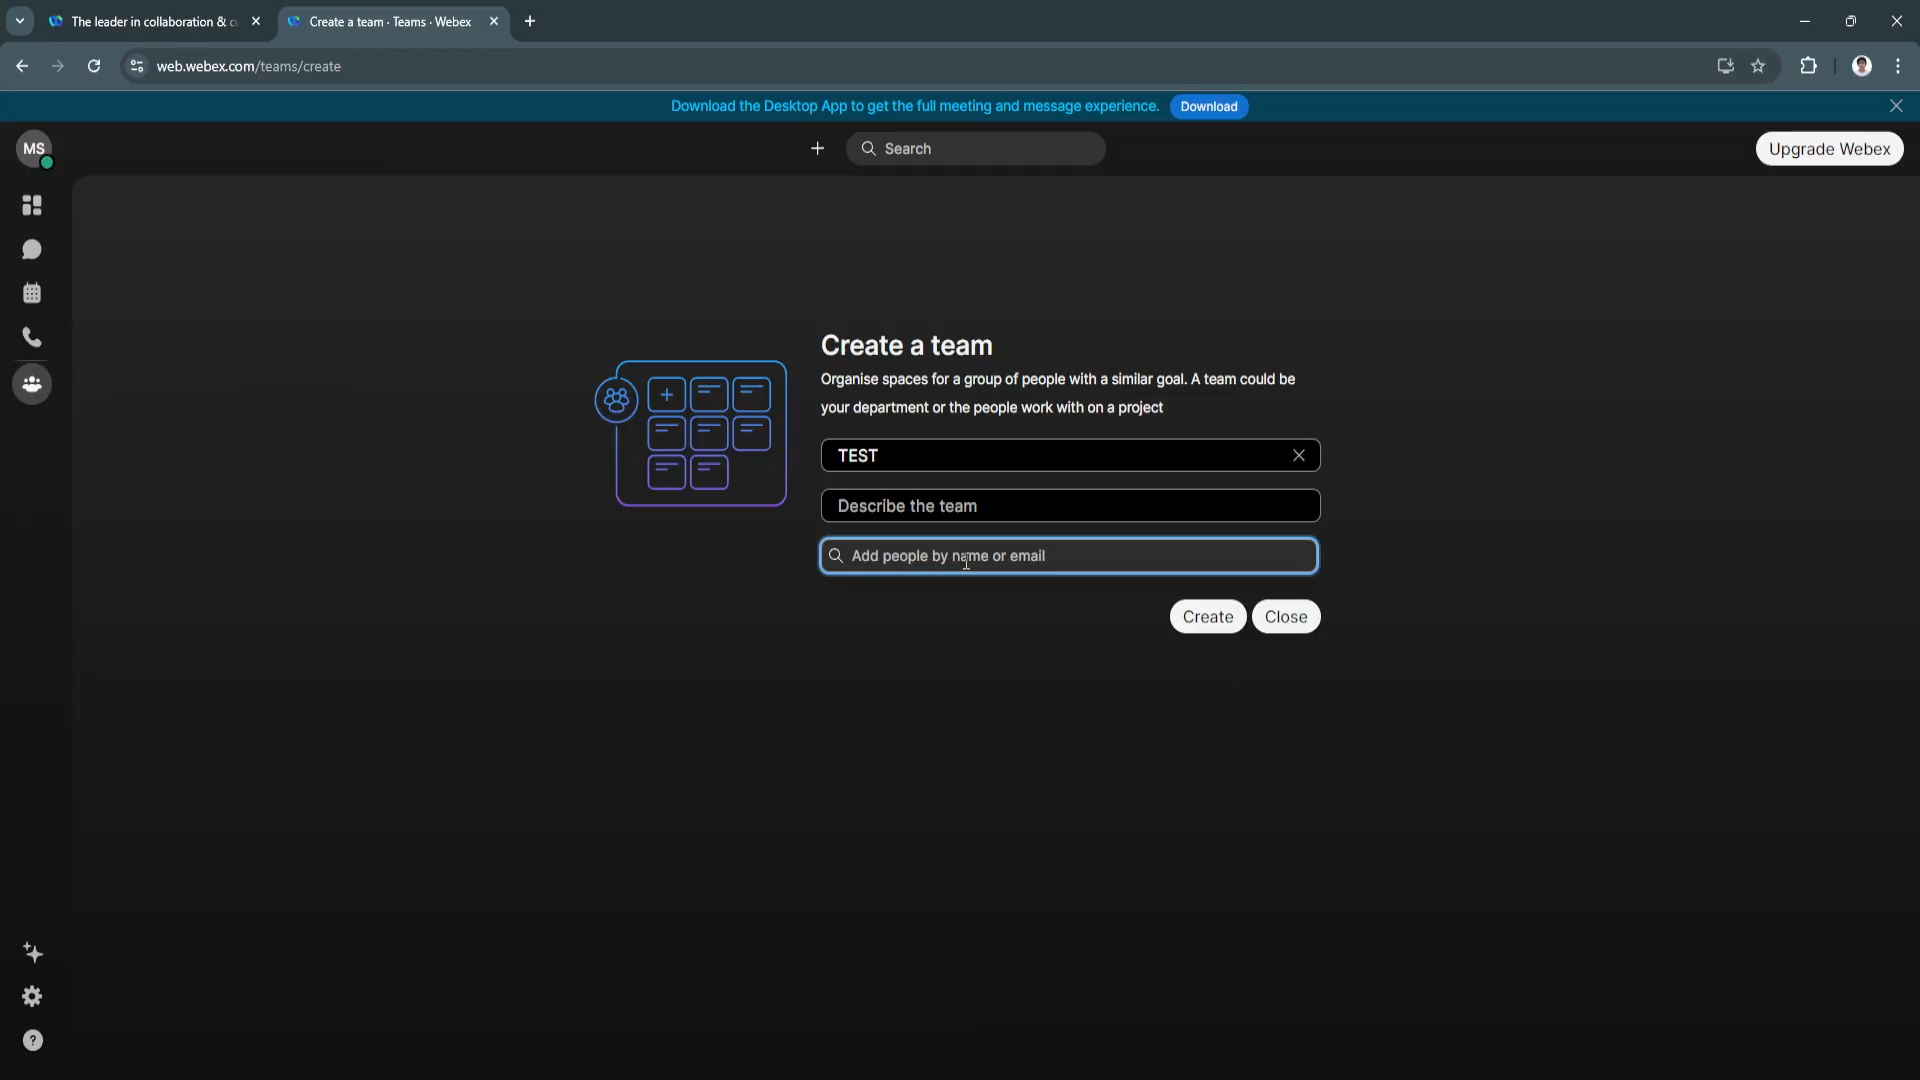 The leader in collaboration & cu
Create a team · Teams · Webex
web.webex.com/teams/create
Download the Desktop App to get the full meeting and message experience.
Download
MS
Search
Upgrade Webex
Create a team
Organise spaces for a group of people with a similar goal. A team could be
your department or the people work with on a project
TEST
Describe the team
Add people by name or email
Create
Close